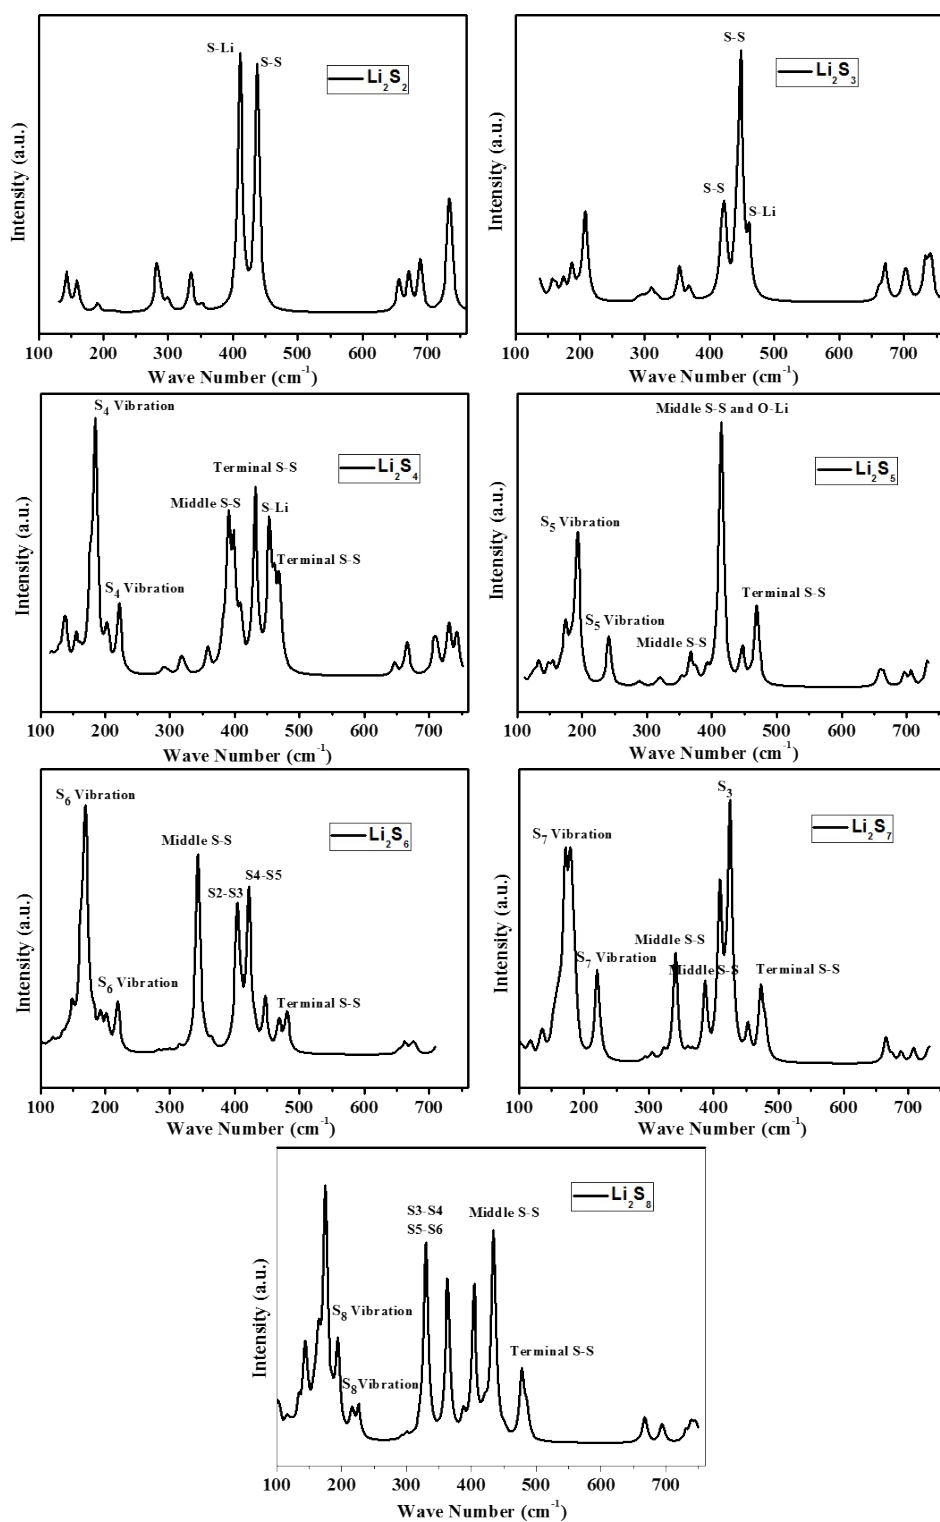 S-Li
S-S
Li₂S₂
Intensity (a.u.)
100 200 300 400 500 600 700
Wave Number (cm⁻¹)
S-S
Li₂S₃
S-S
S-Li
Intensity (a.u.)
100 200 300 400 500 600 700
Wave Number (cm⁻¹)
S₄ Vibration
Li₂S₄
Terminal S-S
Middle S-S
S-Li
Terminal S-S
S₄ Vibration
Intensity (a.u.)
100 200 300 400 500 600 700
Wave Number (cm⁻¹)
Middle S-S and O-Li
Li₂S₅
S₅ Vibration
Terminal S-S
S₅ Vibration
Middle S-S
Intensity (a.u.)
100 200 300 400 500 600 700
Wave Number (cm⁻¹)
S₆ Vibration
Li₂S₆
Middle S-S
S4-S5
S2-S3
S₆ Vibration
Terminal S-S
Intensity (a.u.)
100 200 300 400 500 600 700
Wave Number (cm⁻¹)
S₃
Li₂S₇
S₇ Vibration
Middle S-S
S₇ Vibration
Middle S-S
Terminal S-S
Intensity (a.u.)
100 200 300 400 500 600 700
Wave Number (cm⁻¹)
Li₂S₈
S3-S4
S5-S6
Middle S-S
S₈ Vibration
Terminal S-S
S₈ Vibration
Intensity (a.u.)
100 200 300 400 500 600 700
Wave Number (cm⁻¹)